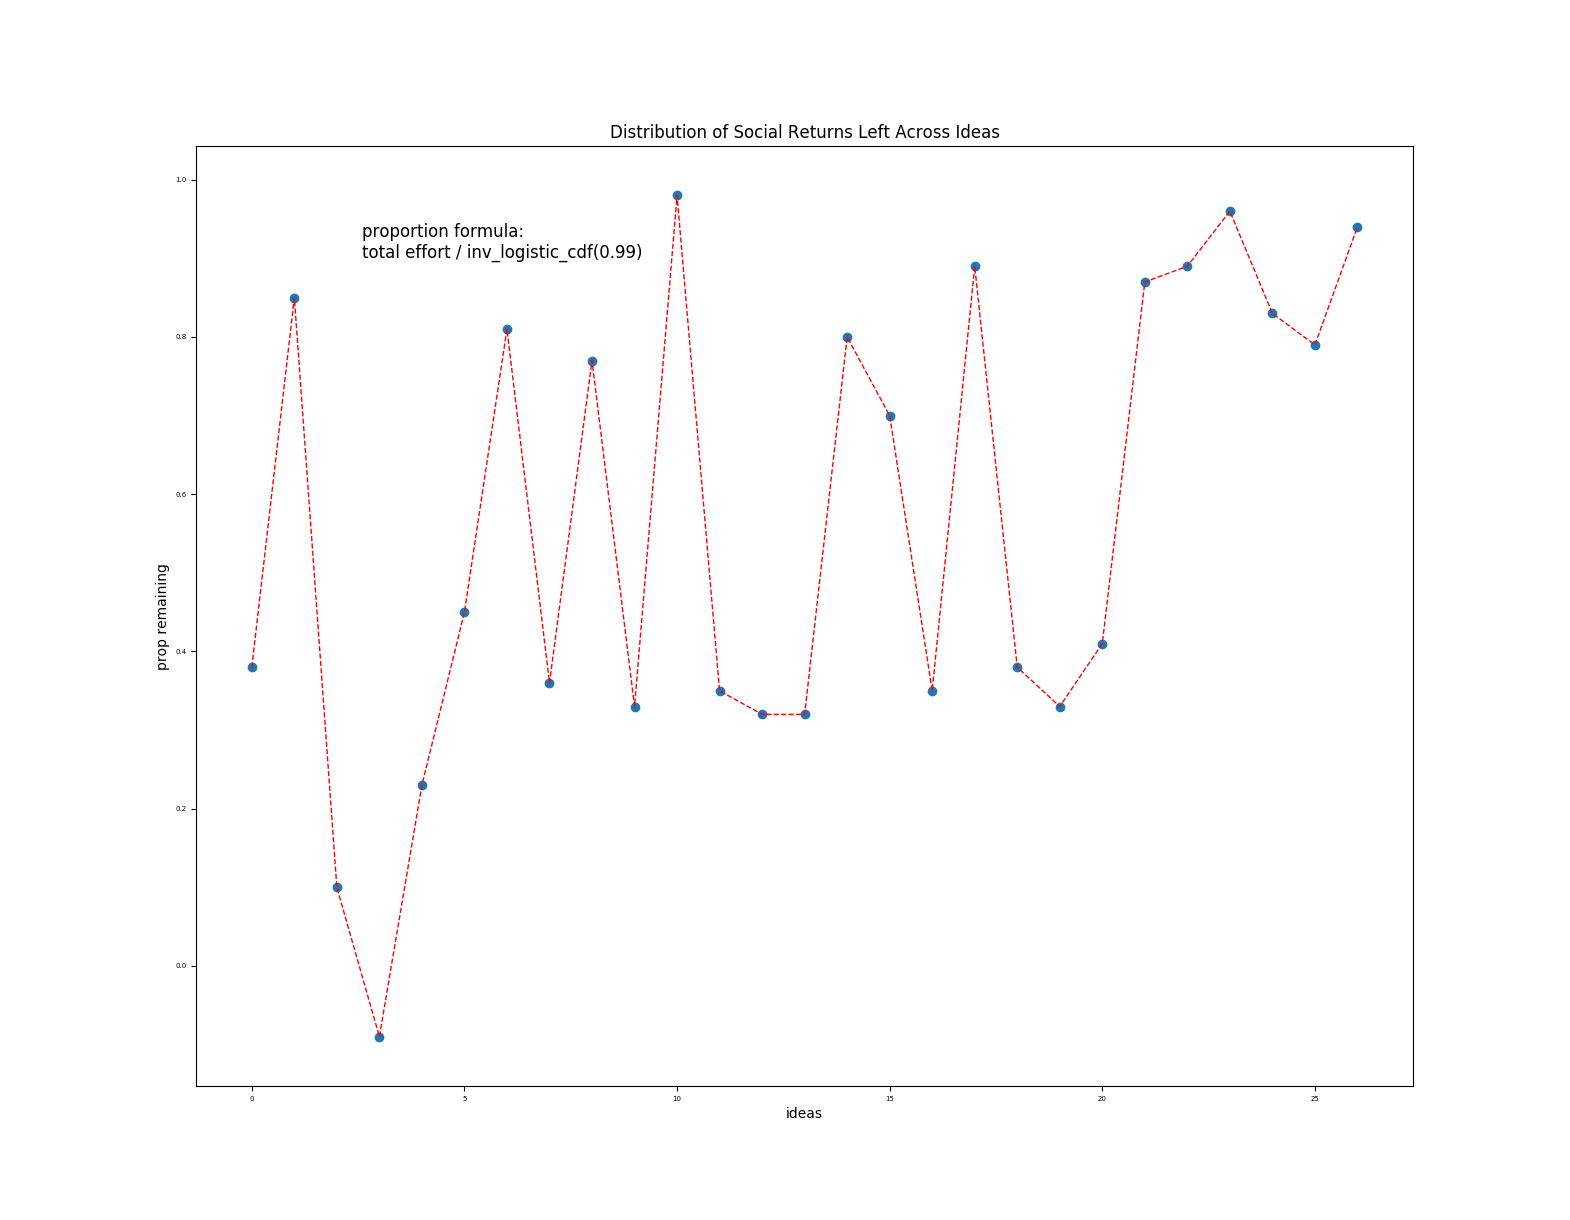 Distribution of Social Returns Left Across Ideas
1.0
proportion formula:
total effort / inv_logistic_cdf(0.99)
0.8
0.6
prop remaining
0.4
0.2
0.0
0 5 10 15 20 25
ideas